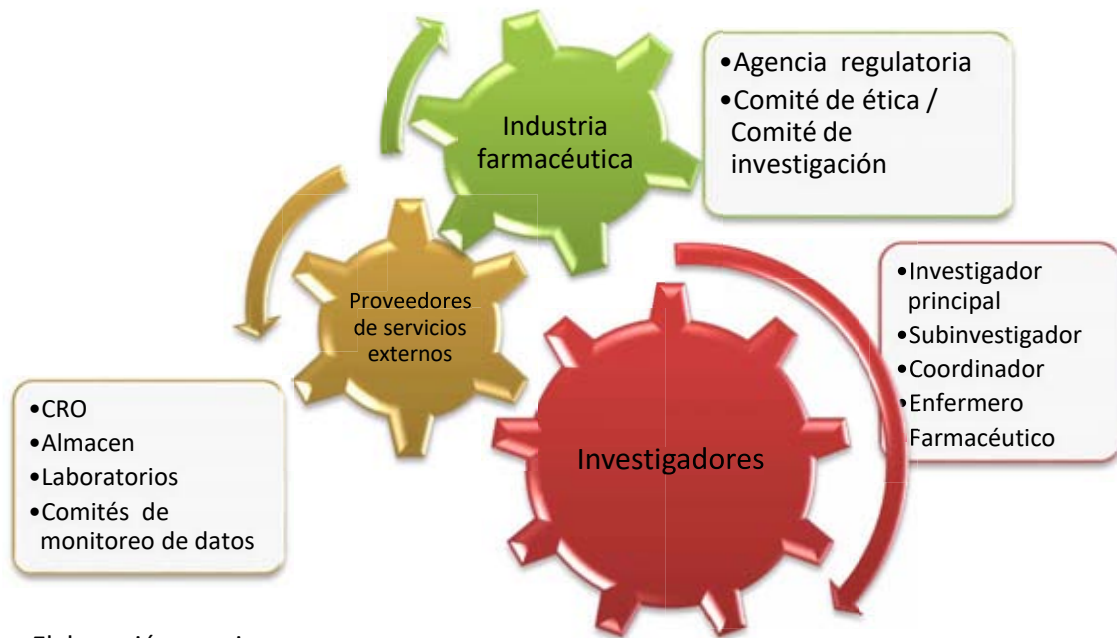 Industria
farmacéutica
•Agencia regulatoria
•Comité de ética /
Comité de
investigación
Proveedores
de servicios
externos
•CRO
•Almacen
•Laboratorios
•Comités de
monitoreo de datos
Investigadores
•Investigador
principal
•Subinvestigador
•Coordinador
•Enfermero
Farmacéutico